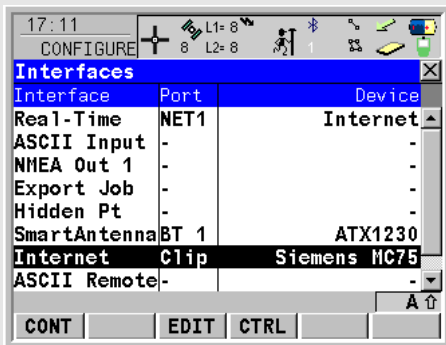 17:11
CONFIGURE
8
L1= 8
L2= 8
1
Interfaces
Interface Port Device
Real-Time NET1 Internet
ASCII Input - -
NMEA Out 1 - -
Export Job - -
Hidden Pt - -
SmartAntenna BT 1 ATX1230
Internet Clip Siemens MC75
ASCII Remote - -
A
CONT EDIT CTRL